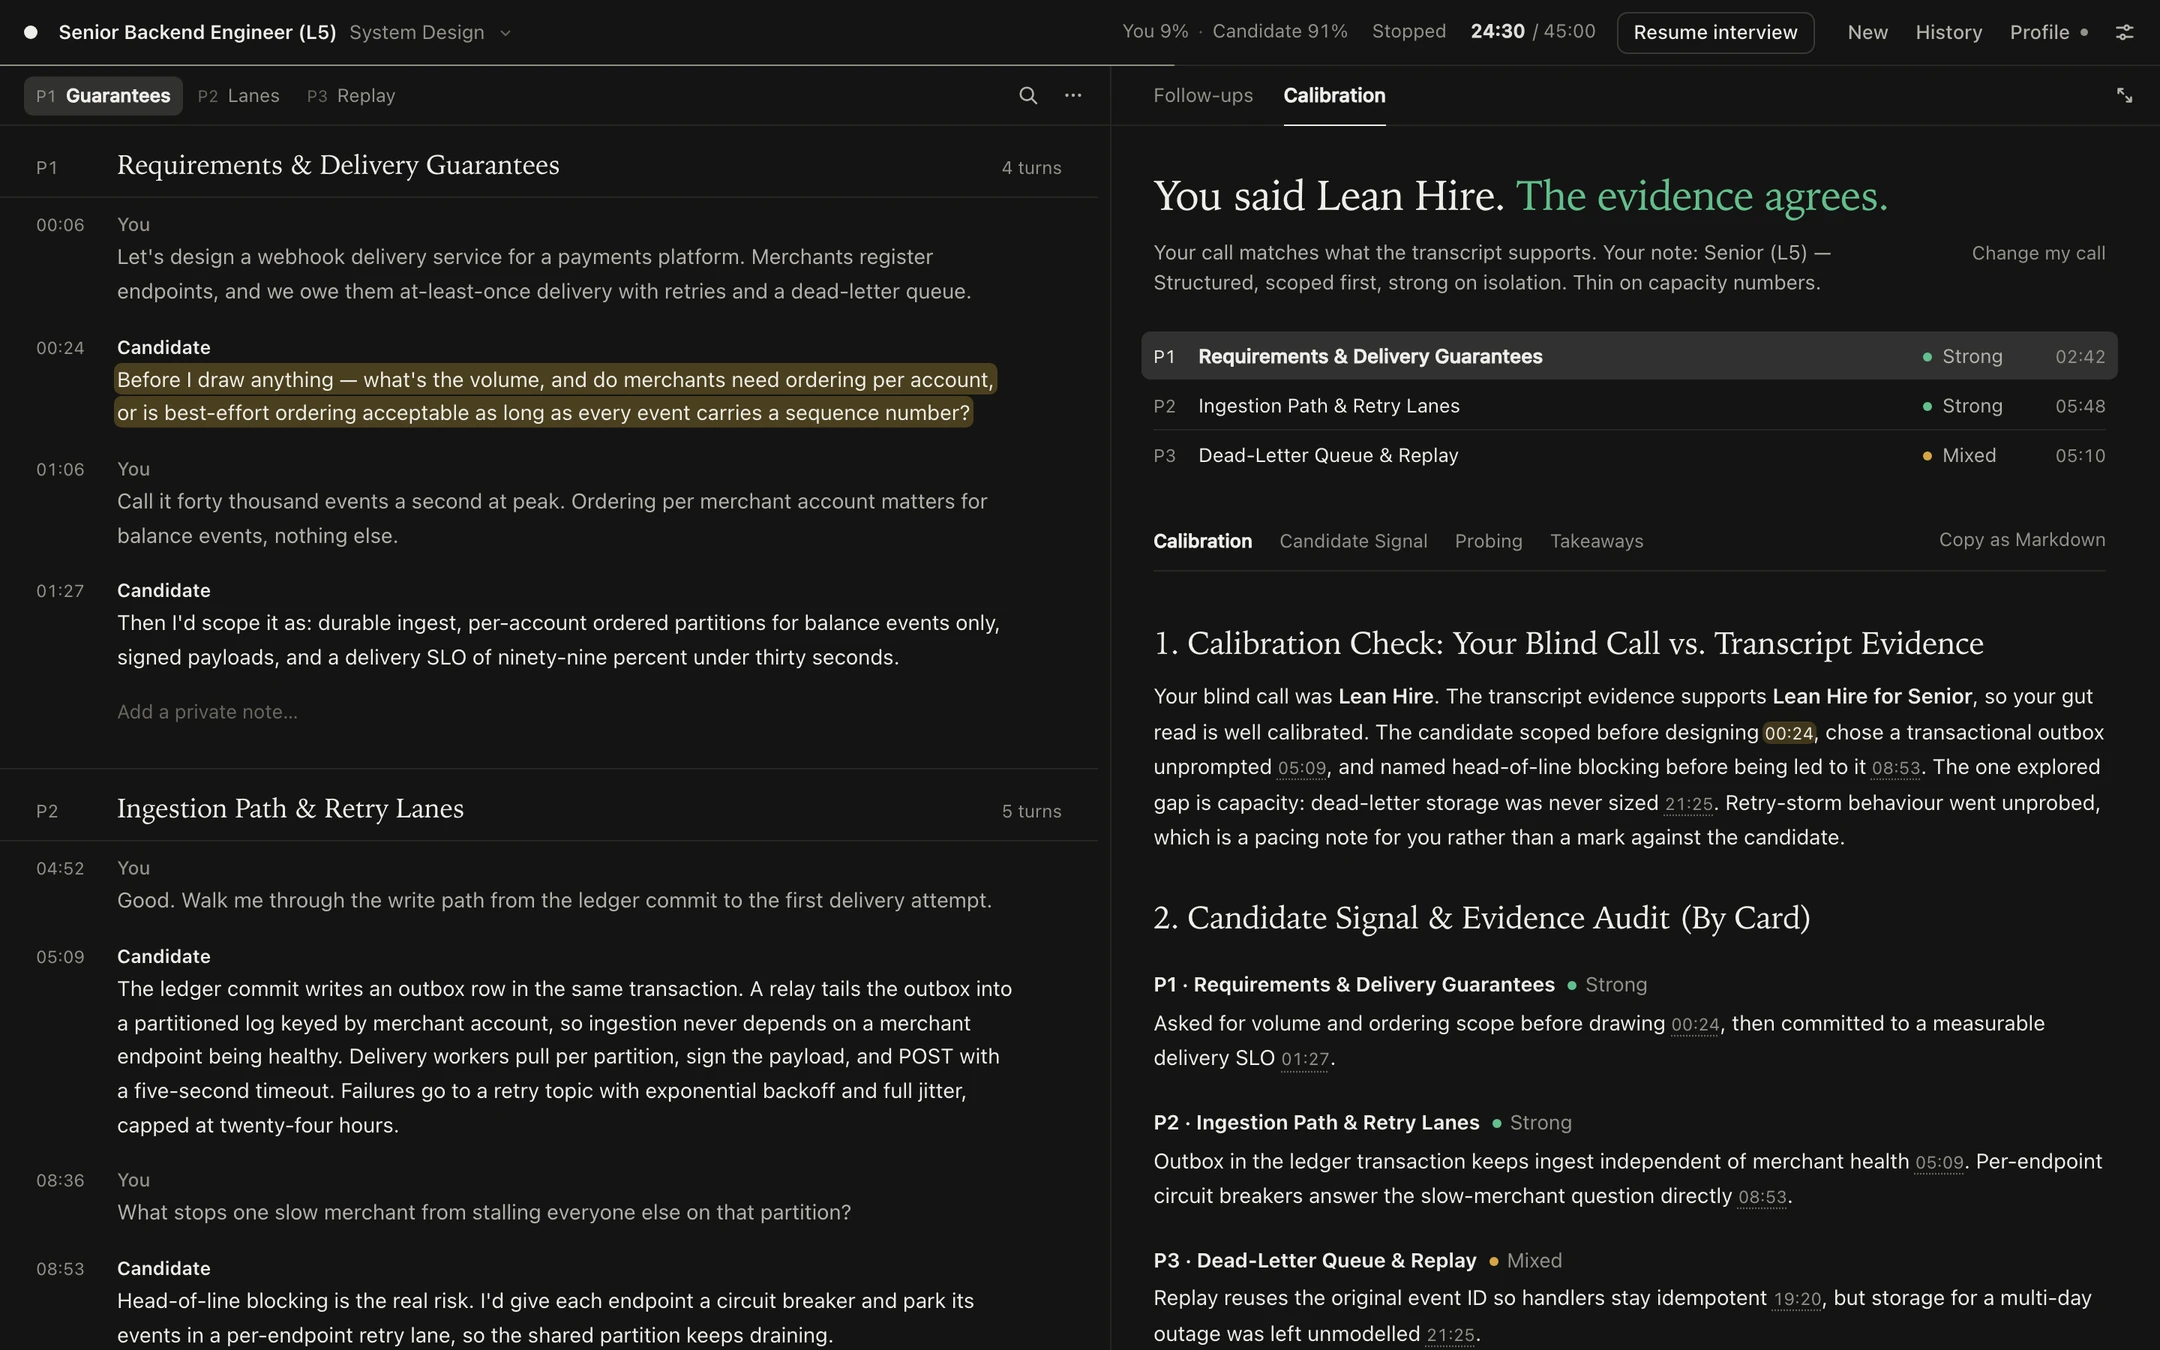 Senior Backend Engineer (L5) System Design
You 9% · Candidate 91% Stopped 24:30 / 45:00 Resume interview New History Profile
P1 Guarantees P2 Lanes P3 Replay
P1 Requirements & Delivery Guarantees 4 turns
00:06 You
Let's design a webhook delivery service for a payments platform. Merchants register
endpoints, and we owe them at-least-once delivery with retries and a dead-letter queue.
00:24 Candidate
Before I draw anything — what's the volume, and do merchants need ordering per account,
or is best-effort ordering acceptable as long as every event carries a sequence number?
01:06 You
Call it forty thousand events a second at peak. Ordering per merchant account matters for
balance events, nothing else.
01:27 Candidate
Then I'd scope it as: durable ingest, per-account ordered partitions for balance events only,
signed payloads, and a delivery SLO of ninety-nine percent under thirty seconds.
Add a private note...
P2 Ingestion Path & Retry Lanes 5 turns
04:52 You
Good. Walk me through the write path from the ledger commit to the first delivery attempt.
05:09 Candidate
The ledger commit writes an outbox row in the same transaction. A relay tails the outbox into
a partitioned log keyed by merchant account, so ingestion never depends on a merchant
endpoint being healthy. Delivery workers pull per partition, sign the payload, and POST with
a five-second timeout. Failures go to a retry topic with exponential backoff and full jitter,
capped at twenty-four hours.
08:36 You
What stops one slow merchant from stalling everyone else on that partition?
08:53 Candidate
Head-of-line blocking is the real risk. I'd give each endpoint a circuit breaker and park its
events in a per-endpoint retry lane, so the shared partition keeps draining.
Follow-ups Calibration
You said Lean Hire. The evidence agrees.
Your call matches what the transcript supports. Your note: Senior (L5) —
Structured, scoped first, strong on isolation. Thin on capacity numbers.
Change my call
P1 Requirements & Delivery Guarantees Strong 02:42
P2 Ingestion Path & Retry Lanes Strong 05:48
P3 Dead-Letter Queue & Replay Mixed 05:10
Calibration Candidate Signal Probing Takeaways Copy as Markdown
1. Calibration Check: Your Blind Call vs. Transcript Evidence
Your blind call was Lean Hire. The transcript evidence supports Lean Hire for Senior, so your gut
read is well calibrated. The candidate scoped before designing 00:24, chose a transactional outbox
unprompted 05:09, and named head-of-line blocking before being led to it 08:53. The one explored
gap is capacity: dead-letter storage was never sized 21:25. Retry-storm behaviour went unprobed,
which is a pacing note for you rather than a mark against the candidate.
2. Candidate Signal & Evidence Audit (By Card)
P1 · Requirements & Delivery Guarantees Strong
Asked for volume and ordering scope before drawing 00:24, then committed to a measurable
delivery SLO 01:27.
P2 · Ingestion Path & Retry Lanes Strong
Outbox in the ledger transaction keeps ingest independent of merchant health 05:09. Per-endpoint
circuit breakers answer the slow-merchant question directly 08:53.
P3 · Dead-Letter Queue & Replay Mixed
Replay reuses the original event ID so handlers stay idempotent 19:20, but storage for a multi-day
outage was left unmodelled 21:25.